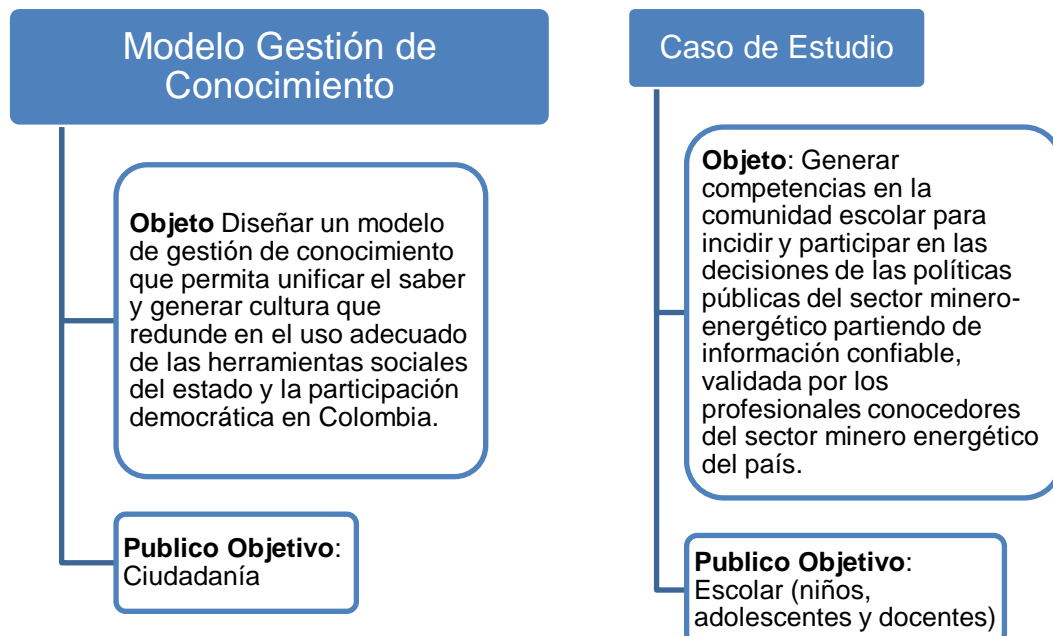 Modelo Gestión de
Conocimiento
Objeto Diseñar un modelo
de gestión de conocimiento
que permita unificar el saber
y generar cultura que
redunde en el uso adecuado
de las herramientas sociales
del estado y la participación
democrática en Colombia.
Publico Objetivo:
Ciudadanía
Caso de Estudio
Objeto: Generar
competencias en la
comunidad escolar para
incidir y participar en las
decisiones de las políticas
públicas del sector minero-
energético partiendo de
información confiable,
validada por los
profesionales conocedores
del sector minero energético
del país.
Publico Objetivo:
Escolar (niños,
adolescentes y docentes)